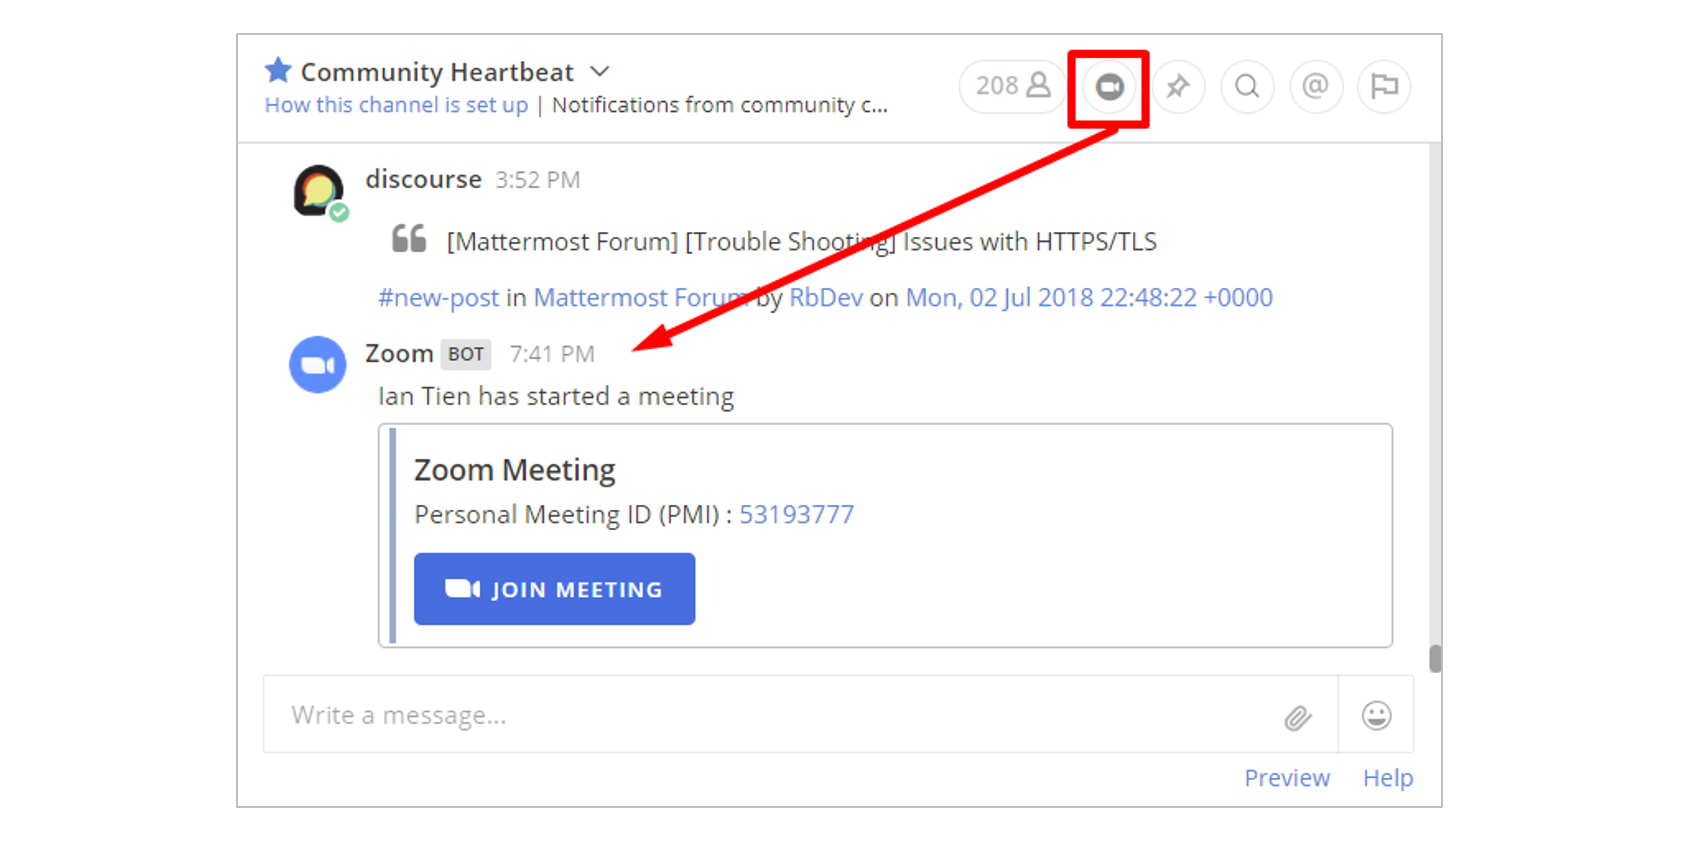 Community Heartbeat
208
How this channel is set up | Notifications from community c...
discourse 3:52 PM
[Mattermost Forum] [Trouble Shooting] Issues with HTTPS/TLS
#new-post in Mattermost Forum by RbDev on Mon, 02 Jul 2018 22:48:22 +0000
Zoom BOT 7:41 PM
Ian Tien has started a meeting
Zoom Meeting
Personal Meeting ID (PMI) : 53193777
JOIN MEETING
Write a message...
Preview Help